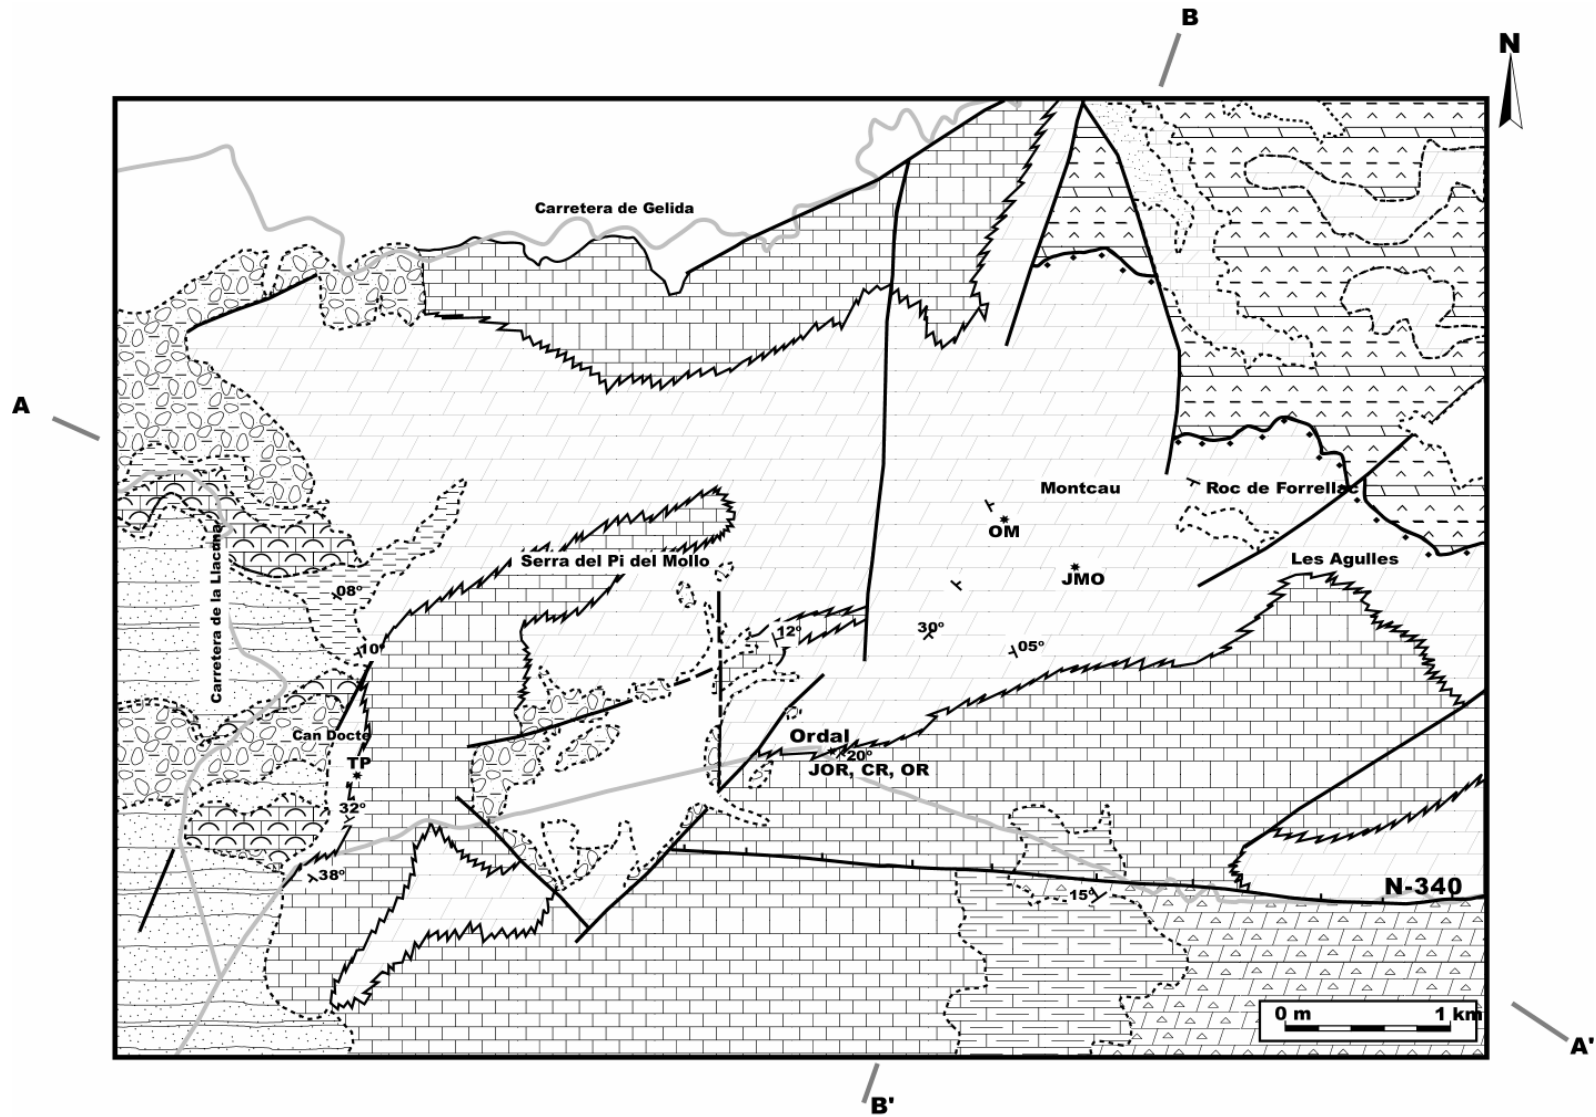 B
N
Carretera de Gelida
A
Montcau
Roc de Forrellac
OM
Carretera de la Llacuna
Serra del Pi del Mollo
Les Agulles
JMO
08º
12º
30º
10º
05º
Can Docte
Ordal
20º
TP
JOR, CR, OR
32º
38º
15º
N-340
0 m 1 km
A'
B'